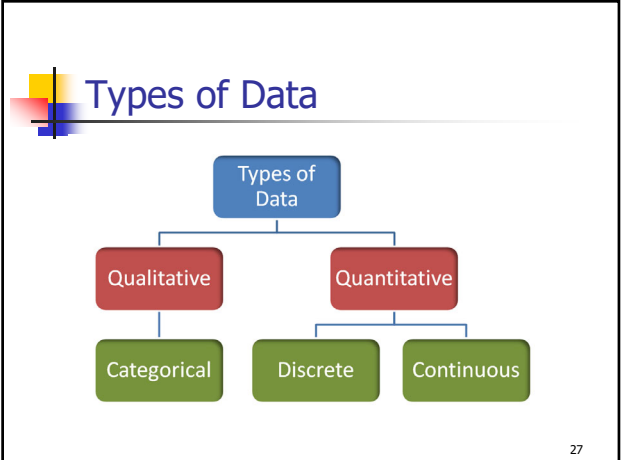 Types of Data
Types of
Data
Qualitative
Quantitative
Categorical
Discrete
Continuous
27